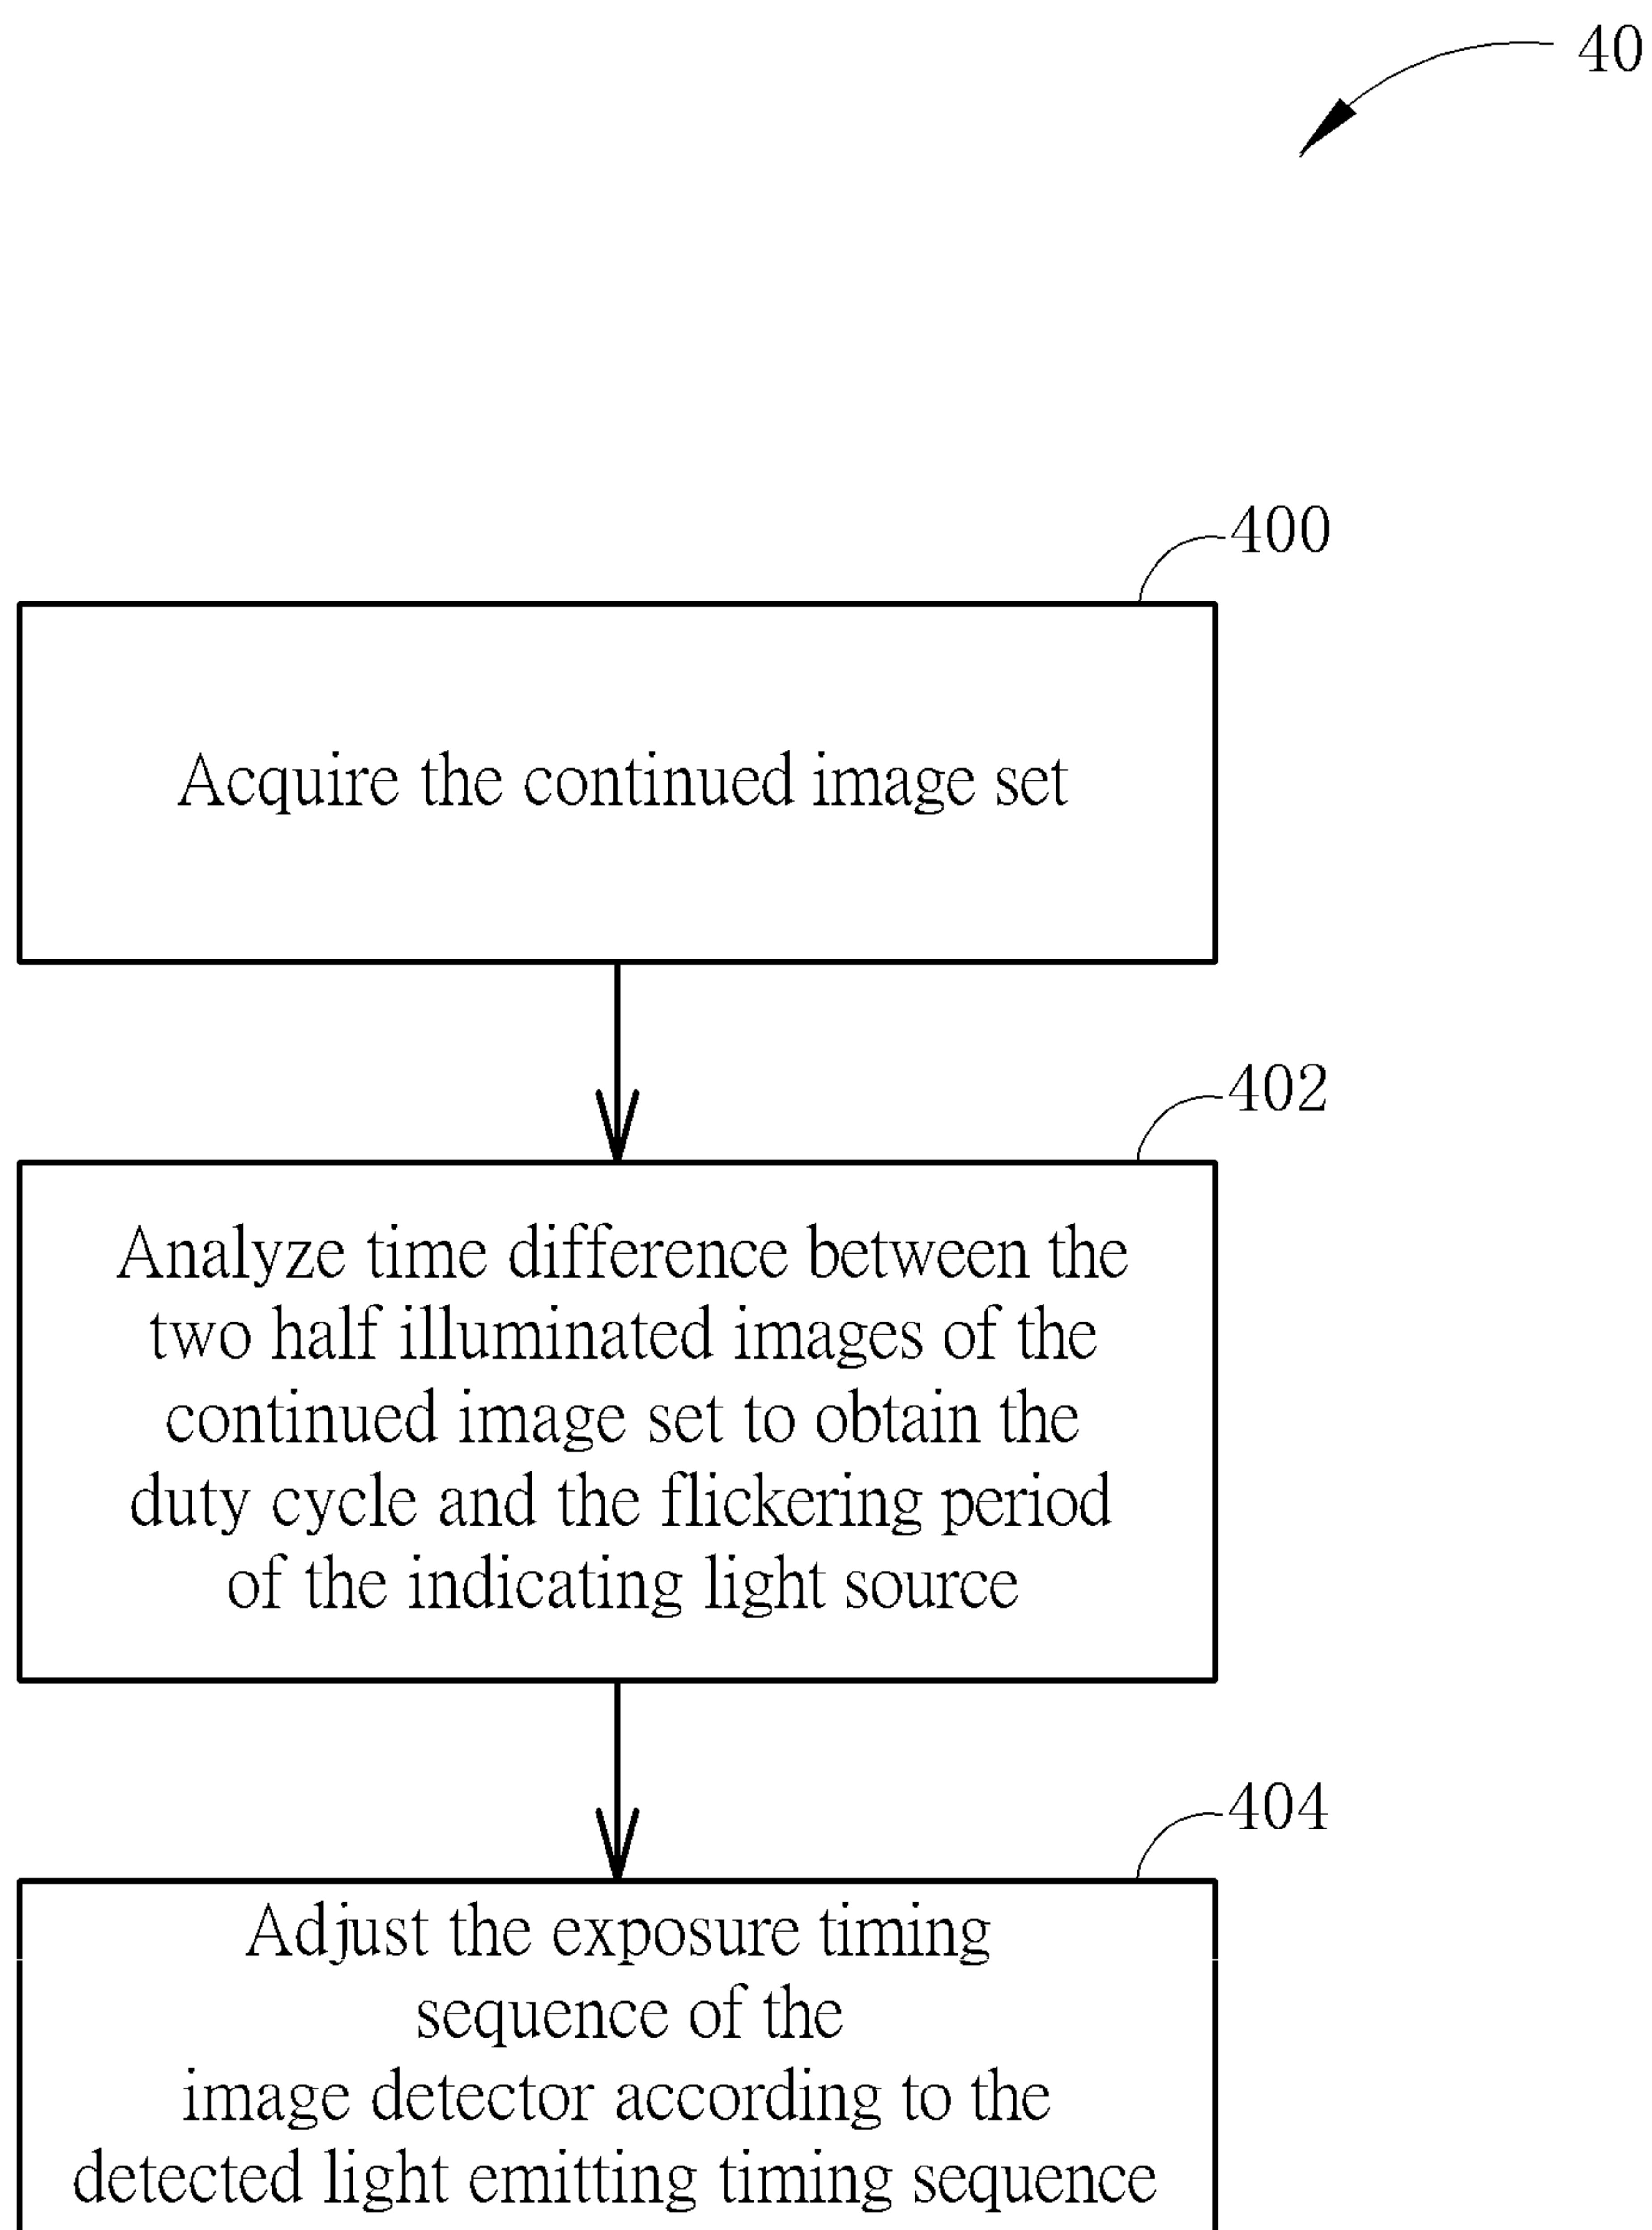 40
400
Acquire the continued image set
402
Analyze time difference between the
two half illuminated images of the
continued image set to obtain the
duty cycle and the flickering period
of the indicating light source
404
Adjust the exposure timing
sequence of the
image detector according to the
detected light emitting timing sequence